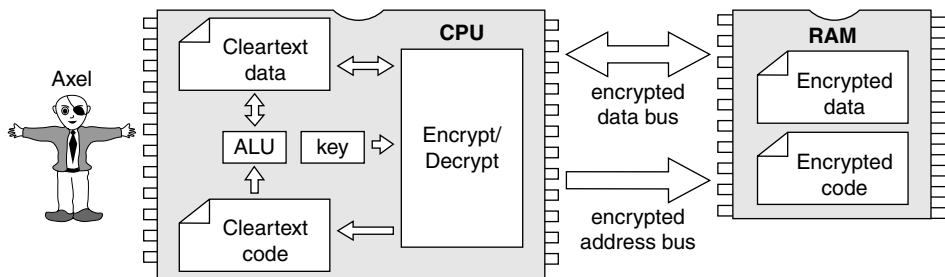 Axel
CPU
Cleartext
data
ALU
key
Encrypt/
Decrypt
Cleartext
code
encrypted
data bus
encrypted
address bus
RAM
Encrypted
data
Encrypted
code